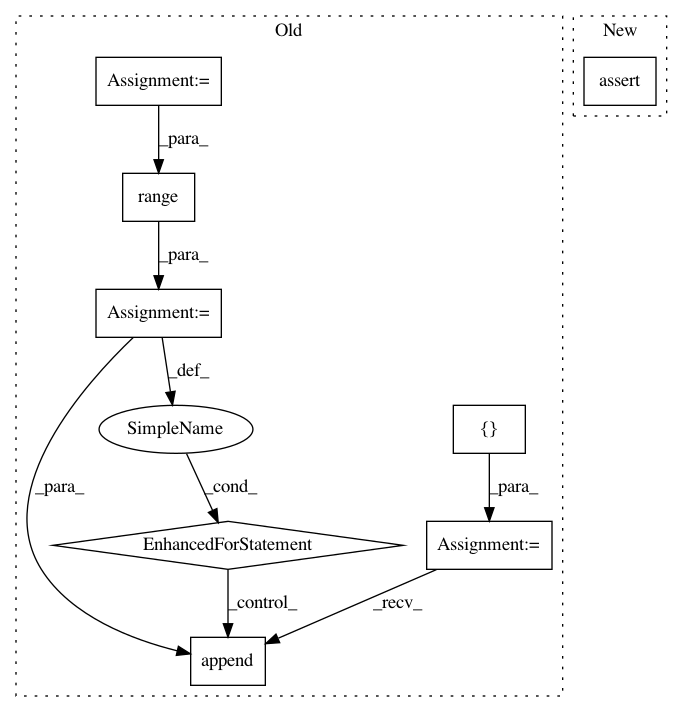 Old
New
Assignment:=
assert
_para_
range
_para_
Assignment:=
_def_
SimpleName
{}
_para_
_cond_
_para_
EnhancedForStatement
Assignment:=
_control_
_recv_
append